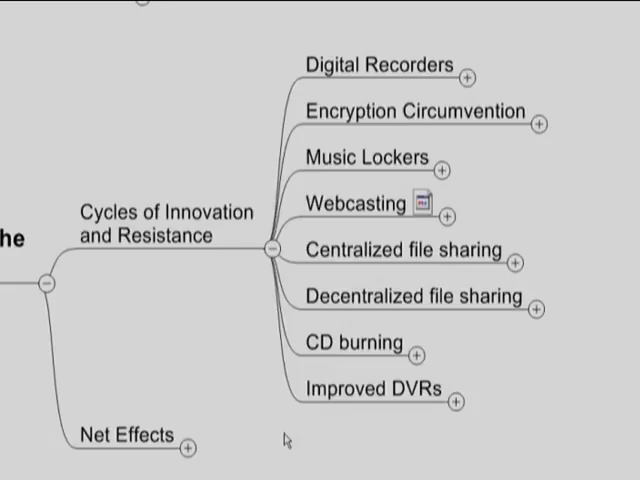 Digital Recorders
Encryption Circumvention
Music Lockers
Webcasting
Cycles of Innovation
and Resistance
he
Centralized file sharing
Decentralized file sharing
CD burning
Improved DVRs
Net Effects